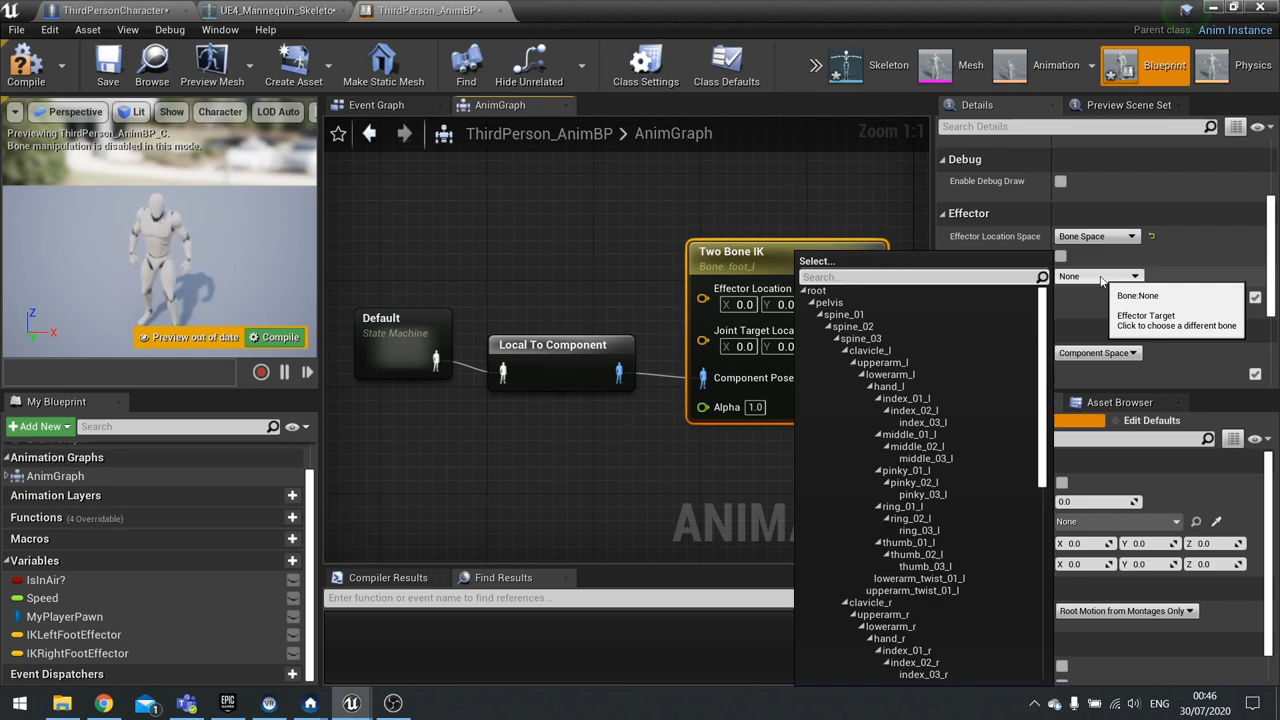 ThirdPersonCharacter*
UE4_Mannequin_Skeleto*
ThirdPerson_AnimBP*
File Edit Asset View Debug Window Help
Parent class: Anim Instance
Compile Save Browse Preview Mesh Create Asset Make Static Mesh Find Hide Unrelated Class Settings Class Defaults
Skeleton Mesh Animation Blueprint Physics
Perspective Lit Show Character LOD Auto
Previewing ThirdPerson_AnimBP_C.
Bone manipulation is disabled in this mode.
Z
X
Preview out of date Compile
Event Graph AnimGraph
ThirdPerson_AnimBP AnimGraph Zoom 1:1
Default
State Machine
Local To Component
Two Bone IK
Bone: foot_l
Effector Location
X 0.0 Y 0.0
Joint Target Loca
X 0.0 Y 0.0
Component Pose
Alpha 1.0
ANIMA
Select...
Search...
root
pelvis
spine_01
spine_02
spine_03
clavicle_l
upperarm_l
lowerarm_l
hand_l
index_01_l
index_02_l
index_03_l
middle_01_l
middle_02_l
middle_03_l
pinky_01_l
pinky_02_l
pinky_03_l
ring_01_l
ring_02_l
ring_03_l
thumb_01_l
thumb_02_l
thumb_03_l
lowerarm_twist_01_l
upperarm_twist_01_l
clavicle_r
upperarm_r
lowerarm_r
hand_r
index_01_r
index_02_r
index_03_r
Details Preview Scene Set
Search Details
Debug
Enable Debug Draw
Effector
Effector Location Space Bone Space
None
Bone:None
Effector Target
Click to choose a different bone
Component Space
Asset Browser
Edit Defaults
0.0
None
X 0.0 Y 0.0 Z 0.0
X 0.0 Y 0.0 Z 0.0
Root Motion from Montages Only
My Blueprint
Add New Search
Animation Graphs
AnimGraph
Animation Layers
Functions (4 Overridable)
Macros
Variables
IsInAir?
Speed
MyPlayerPawn
IKLeftFootEffector
IKRightFootEffector
Event Dispatchers
Compiler Results Find Results
Enter function or event name to find references...
ENG
00:46
30/07/2020